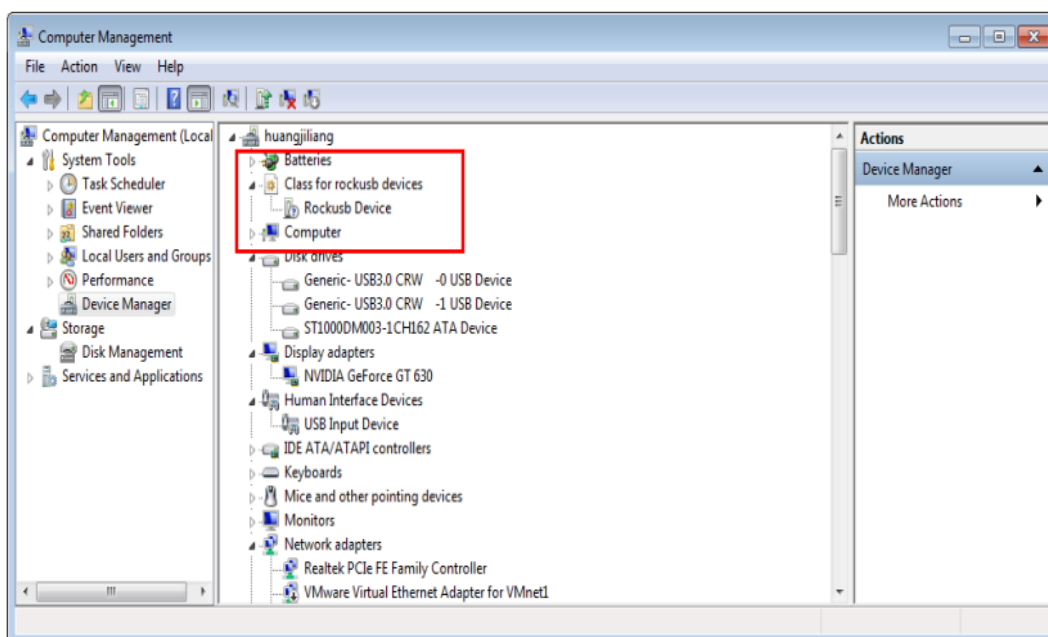 Computer Management
File Action View Help
Computer Management (Local
System Tools
Task Scheduler
Event Viewer
Shared Folders
Local Users and Groups
Performance
Device Manager
Storage
Disk Management
Services and Applications
huangjiliang
Batteries
Class for rockusb devices
Rockusb Device
Computer
Disk drives
Generic- USB3.0 CRW -0 USB Device
Generic- USB3.0 CRW -1 USB Device
ST1000DM003-1CH162 ATA Device
Display adapters
NVIDIA GeForce GT 630
Human Interface Devices
USB Input Device
IDE ATA/ATAPI controllers
Keyboards
Mice and other pointing devices
Monitors
Network adapters
Realtek PCIe FE Family Controller
VMware Virtual Ethernet Adapter for VMnet1
Actions
Device Manager
More Actions